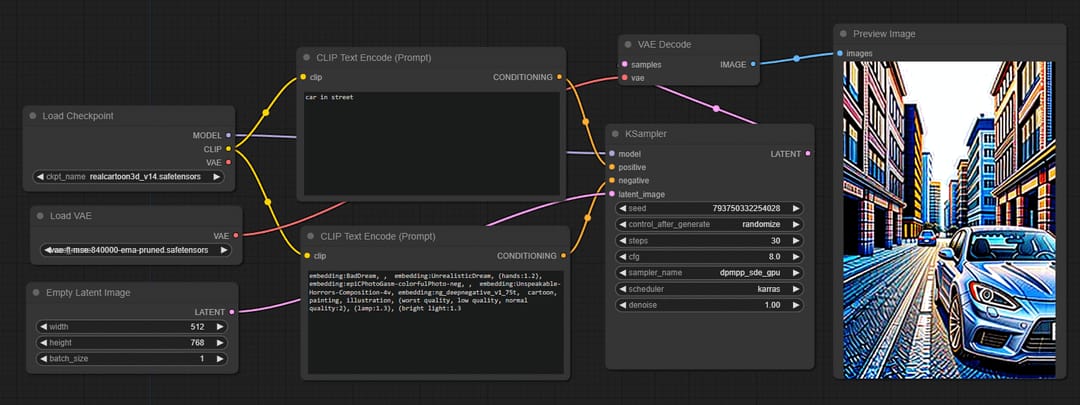 Load Checkpoint
MODEL
CLIP
VAE
ckpt_name realcartoon3d_v14.safetensors
Load VAE
VAE
vae-ft-mse-840000-ema-pruned.safetensors
Empty Latent Image
LATENT
width 512
height 768
batch_size 1
CLIP Text Encode (Prompt)
clip CONDITIONING
car in street
CLIP Text Encode (Prompt)
clip CONDITIONING
embedding:BadDream, , embedding:UnrealisticDream, (hands:1.2),
embedding:epiCPhotoGasm-colorfulPhoto-neg, , embedding:Unspeakable-
Horrors-Composition-4v, embedding:ng_deepnegative_v1_75t, cartoon,
painting, illustration, (worst quality, low quality, normal
quality:2), (lamp:1.3), (bright light:1.3
VAE Decode
samples IMAGE
vae
KSampler
model LATENT
positive
negative
latent_image
seed 793750332254028
control_after_generate randomize
steps 30
cfg 8.0
sampler_name dpmpp_sde_gpu
scheduler karras
denoise 1.00
Preview Image
images